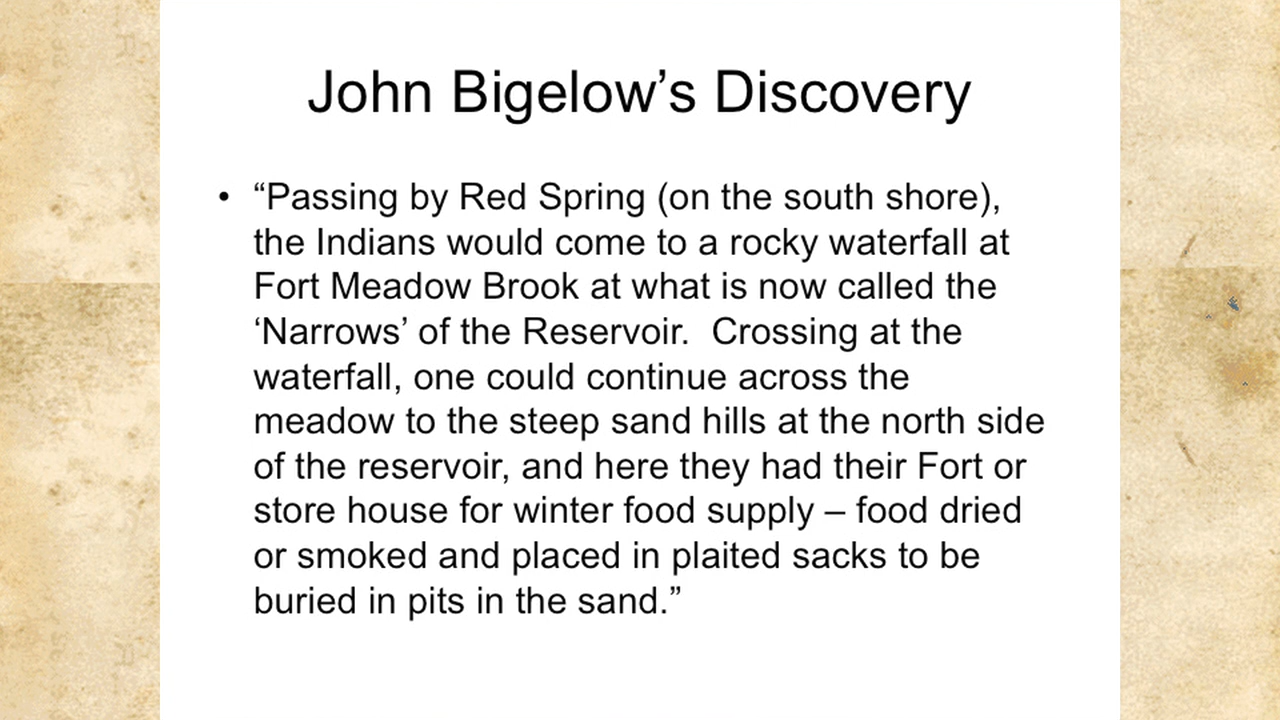 John Bigelow’s Discovery
• “Passing by Red Spring (on the south shore),
the Indians would come to a rocky waterfall at
Fort Meadow Brook at what is now called the
‘Narrows’ of the Reservoir.  Crossing at the
waterfall, one could continue across the
meadow to the steep sand hills at the north side
of the reservoir, and here they had their Fort or
store house for winter food supply – food dried
or smoked and placed in plaited sacks to be
buried in pits in the sand.”